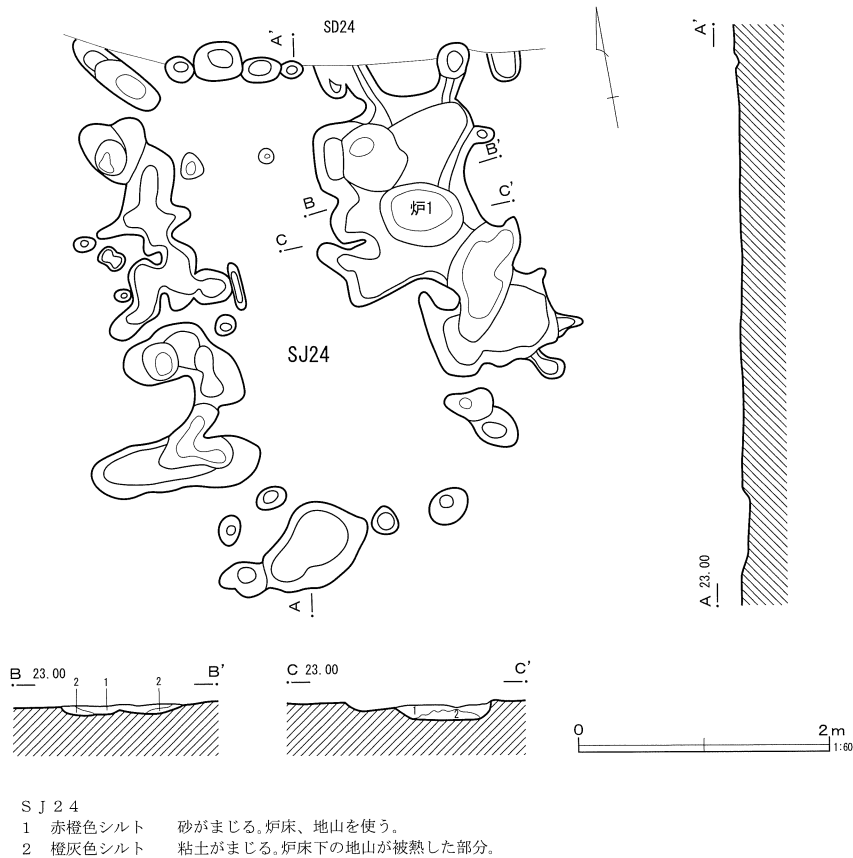 SD24
A'
A'
B'
C'
B
炉1
C
SJ24
A
A 23.00
B 23.00
B'
2 1 2
C 23.00
C'
1
2
0 2m
1:60
ＳＪ２４
1 赤橙色シルト 砂がまじる。炉床、地山を使う。
2 橙灰色シルト 粘土がまじる。炉床下の地山が被熱した部分。